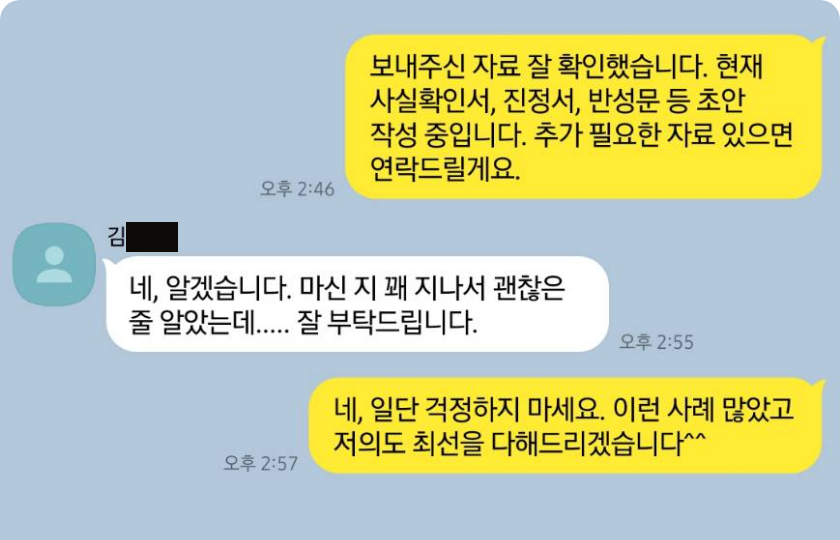 보내주신 자료 잘 확인했습니다. 현재
사실확인서, 진정서, 반성문 등 초안
작성 중입니다. 추가 필요한 자료 있으면
연락드릴게요.
오후 2:46
김
네, 알겠습니다. 마신 지 꽤 지나서 괜찮은
줄 알았는데..... 잘 부탁드립니다.
오후 2:55
네, 일단 걱정하지 마세요. 이런 사례 많았고
저의도 최선을 다해드리겠습니다^^
오후 2:57